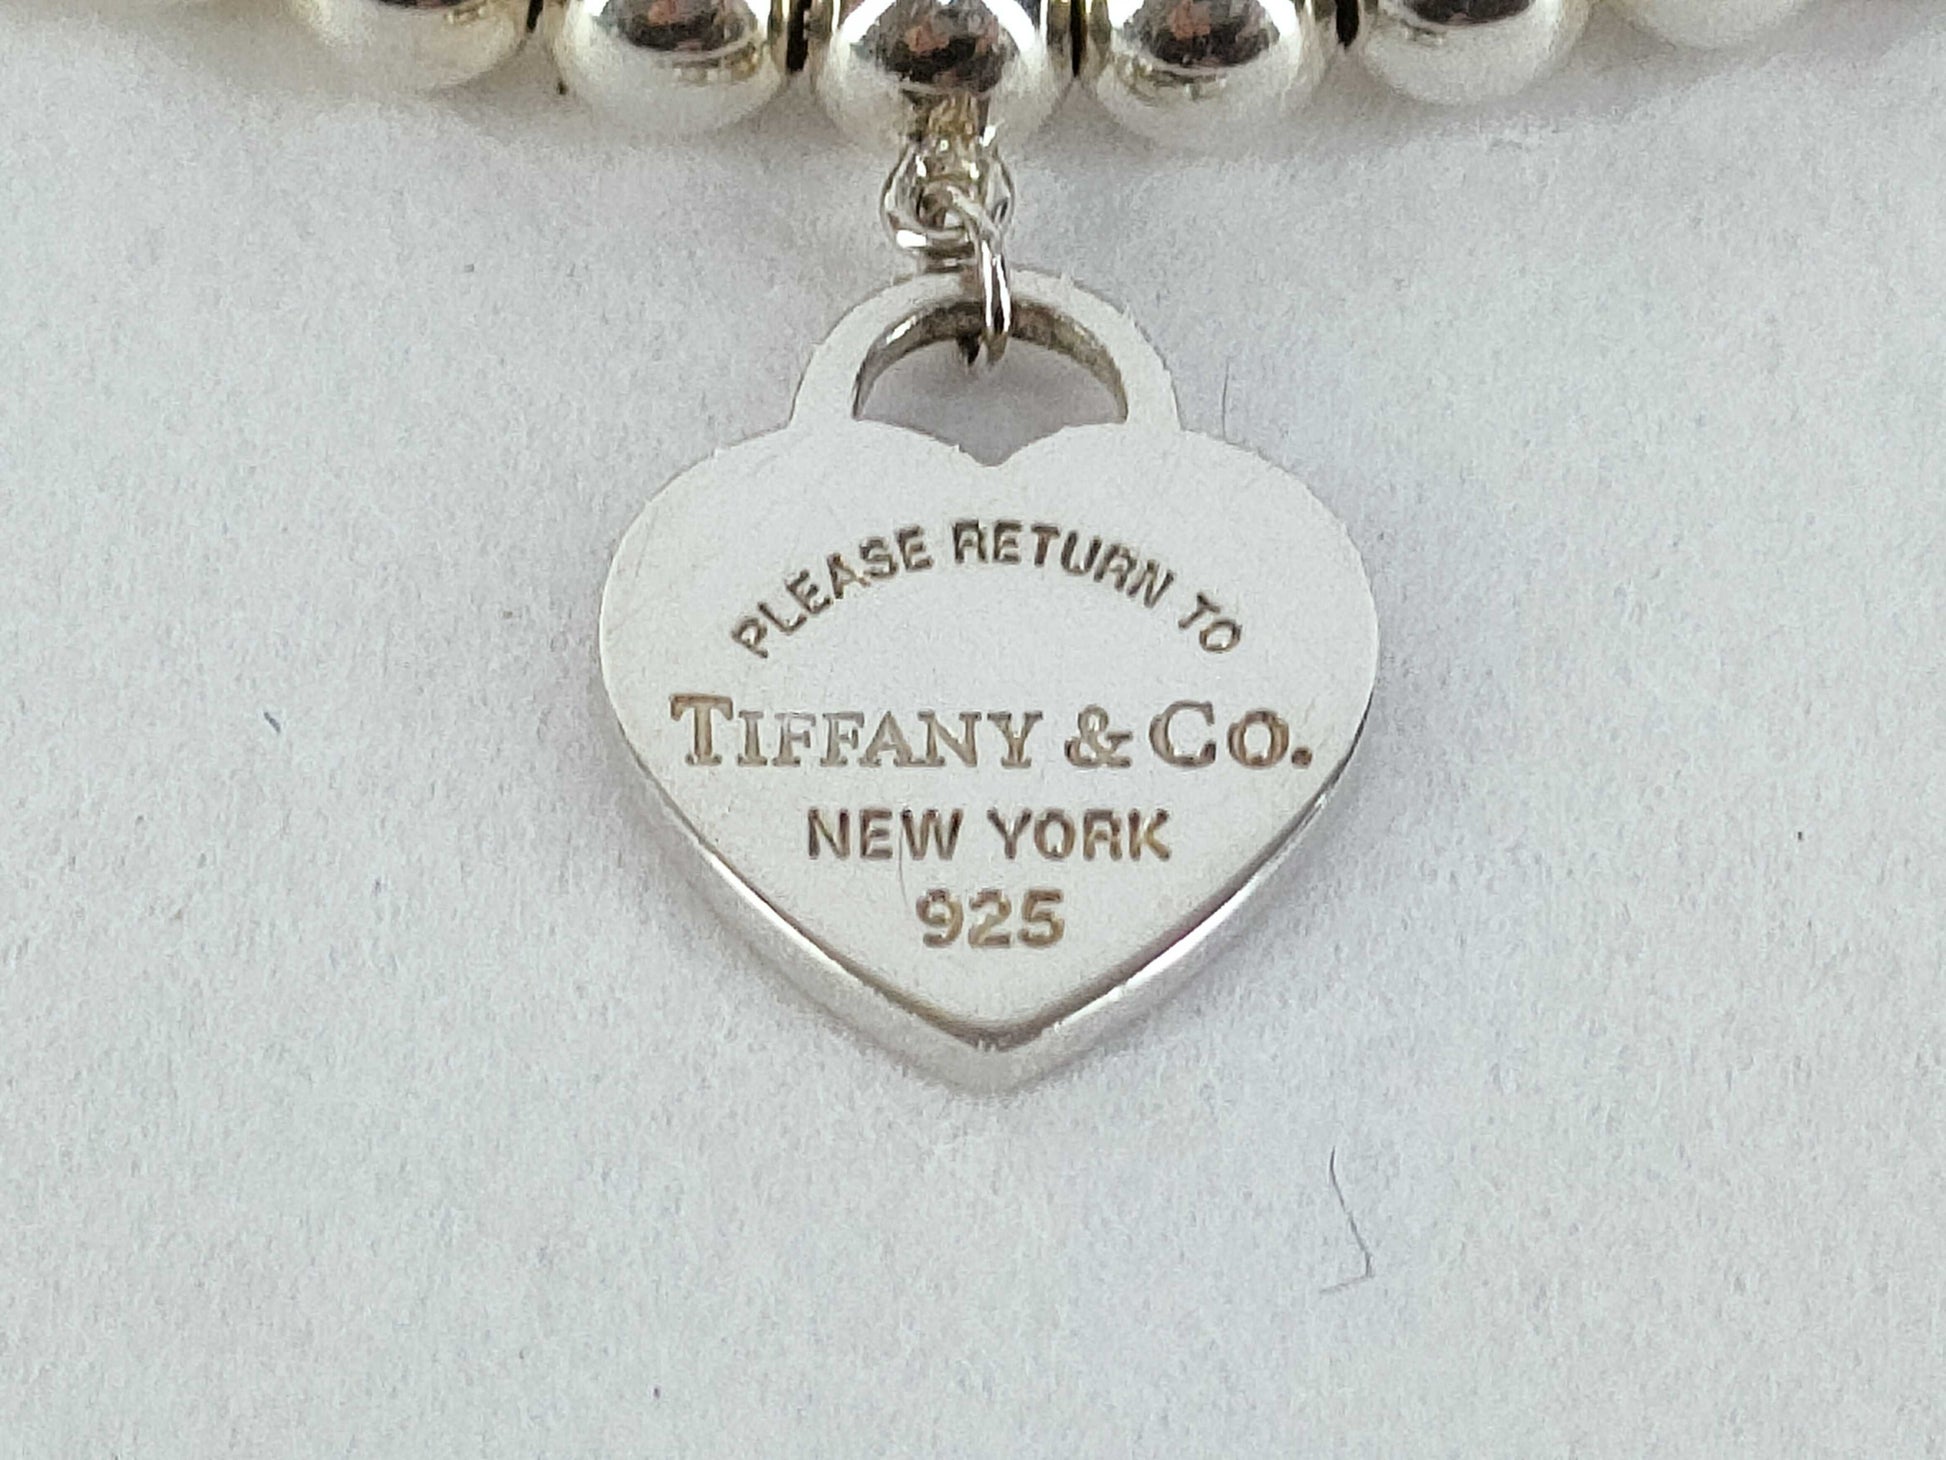 PLEASE RETURN TO
TIFFANY & CO.
NEW YORK
925